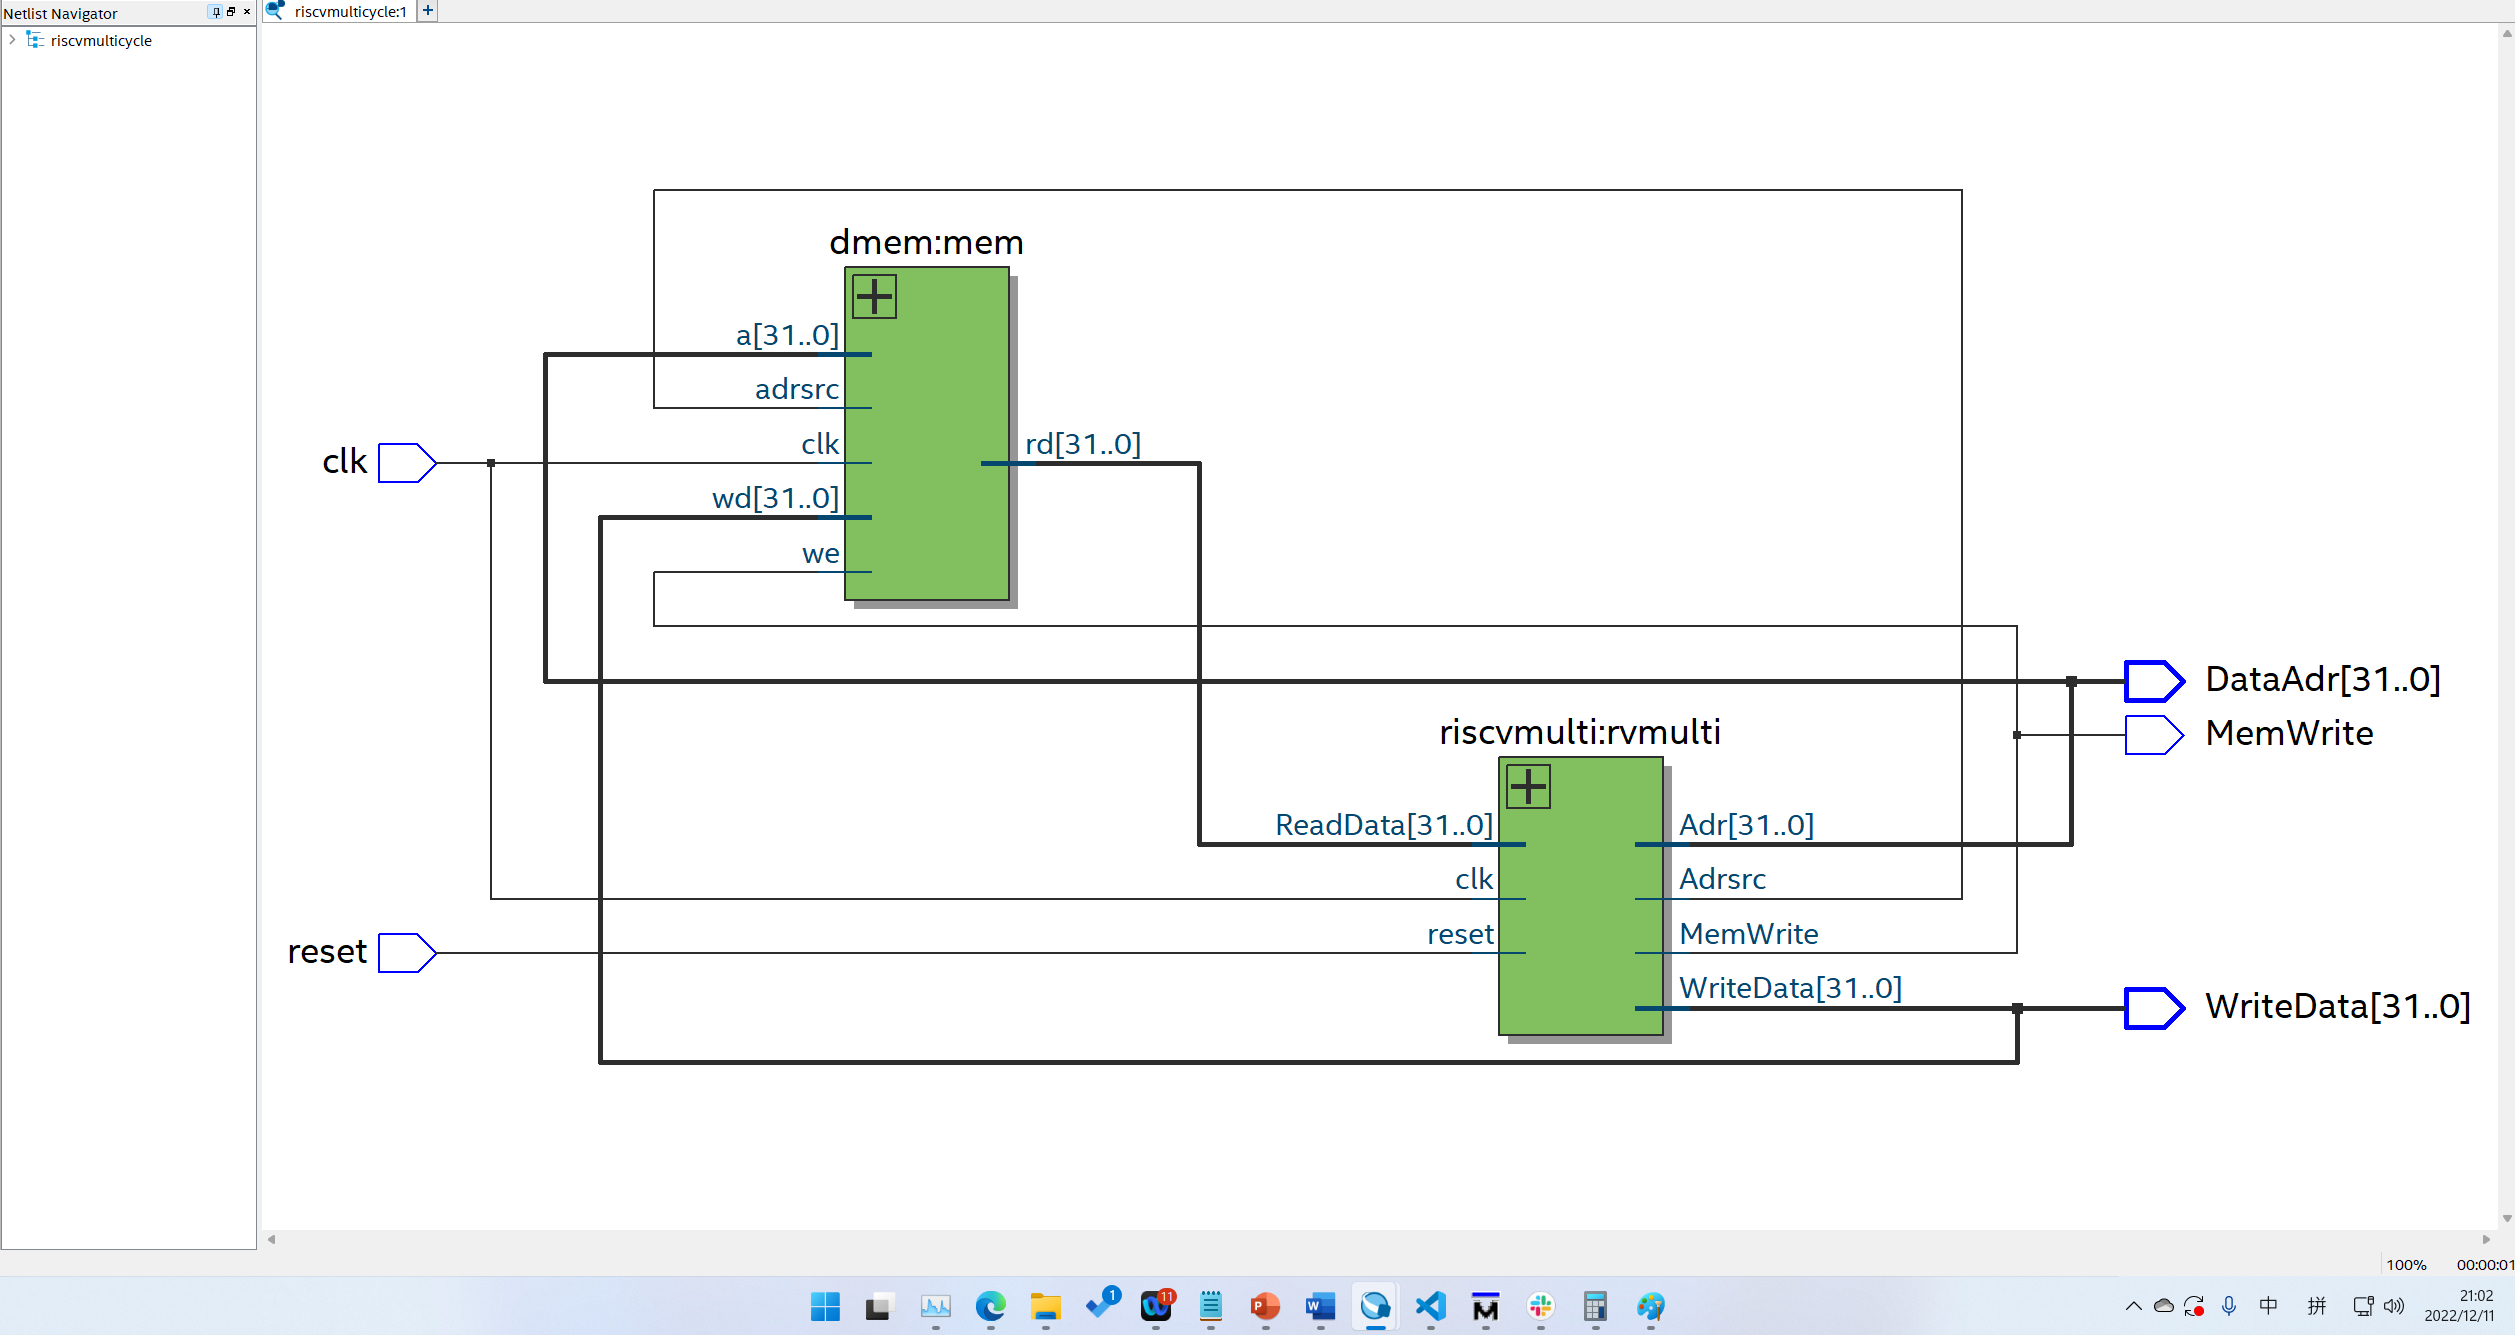 Netlist Navigator
riscvmulticycle:1
riscvmulticycle
dmem:mem
a[31..0]
adrsrc
clk
rd[31..0]
clk
wd[31..0]
we
DataAdr[31..0]
MemWrite
riscvmulti:rvmulti
ReadData[31..0]
Adr[31..0]
clk
Adrsrc
reset
reset
MemWrite
WriteData[31..0]
WriteData[31..0]
100%
00:00:01
1
11
中
拼
21:02
2022/12/11